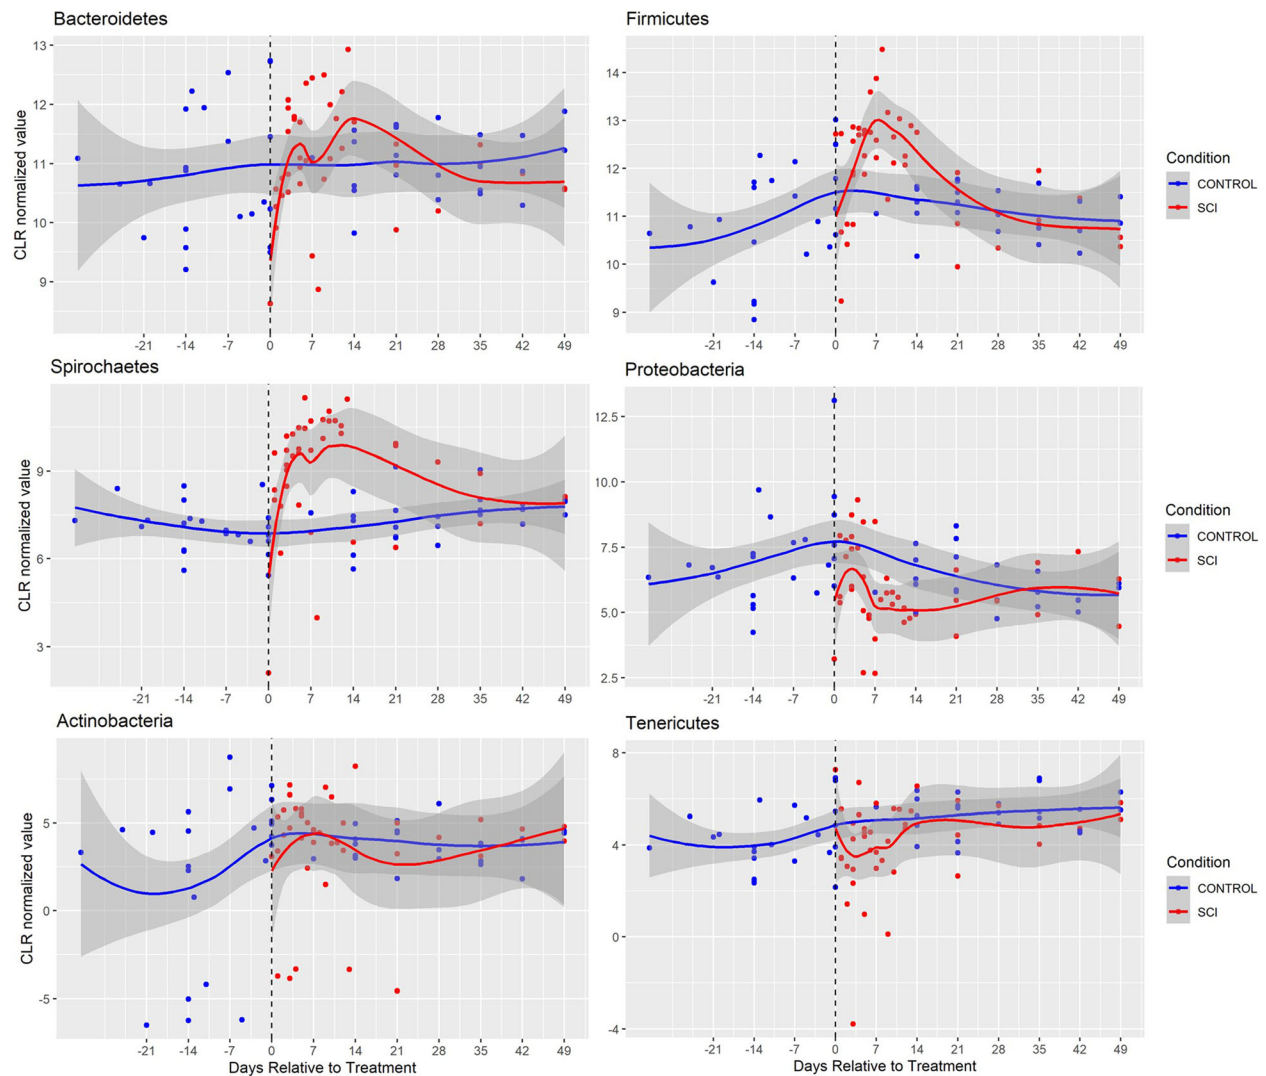 Bacteroidetes
Firmicutes
13
12
11
10
9
CLR normalized value
-21 -14 -7 0 7 14 21 28 35 42 49
14
13
12
11
10
9
-21 -14 -7 0 7 14 21 28 35 42 49
Condition
CONTROL
SCI
Spirochaetes
Proteobacteria
9
6
3
CLR normalized value
-21 -14 -7 0 7 14 21 28 35 42 49
12.5
10.0
7.5
5.0
2.5
-21 -14 -7 0 7 14 21 28 35 42 49
Condition
CONTROL
SCI
Actinobacteria
Tenericutes
5
0
-5
CLR normalized value
-21 -14 -7 0 7 14 21 28 35 42 49
Days Relative to Treatment
8
4
0
-4
-21 -14 -7 0 7 14 21 28 35 42 49
Days Relative to Treatment
Condition
CONTROL
SCI